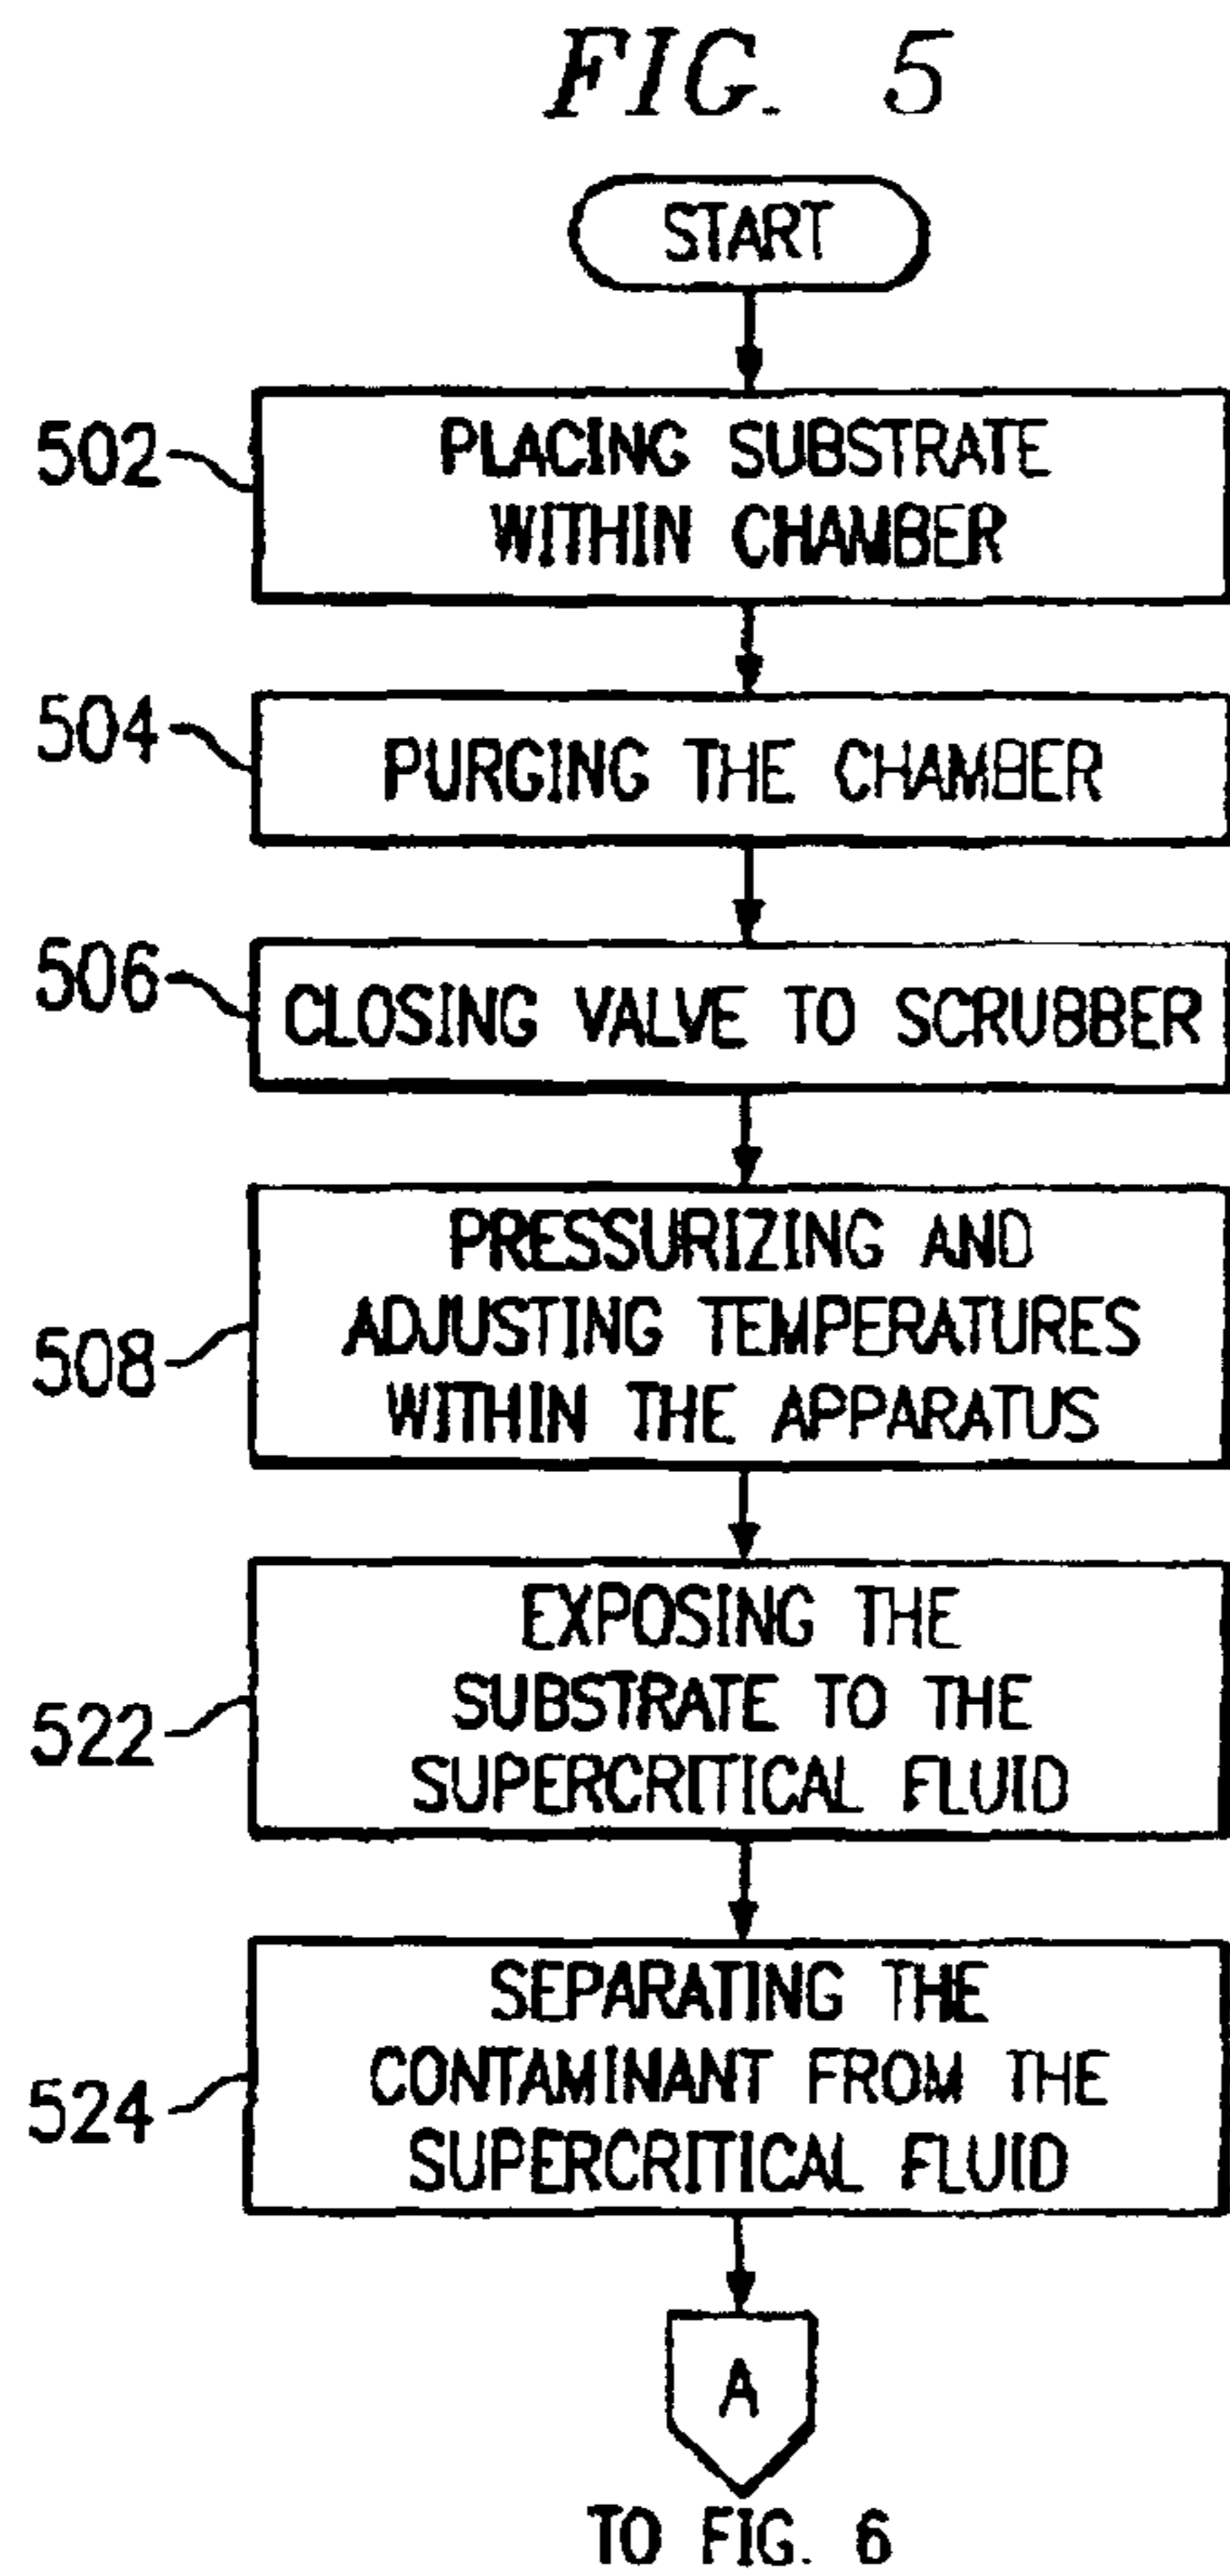 FIG. 5
START
502
PLACING SUBSTRATE
WITHIN CHAMBER
504
PURGING THE CHAMBER
506
CLOSING VALVE TO SCRUBBER
508
PRESSURIZING AND
ADJUSTING TEMPERATURES
WITHIN THE APPARATUS
522
EXPOSING THE
SUBSTRATE TO THE
SUPERCRITICAL FLUID
524
SEPARATING THE
CONTAMINANT FROM THE
SUPERCRITICAL FLUID
A
TO FIG. 6